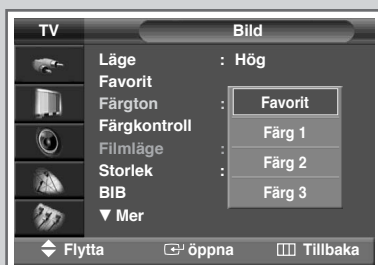 TV Bild
Läge : Hög
Favorit
Färgton : Favorit
Färgkontroll Färg 1
Filmläge :
Storlek : Färg 2
BIB Färg 3
▼ Mer
Flytta öppna Tillbaka